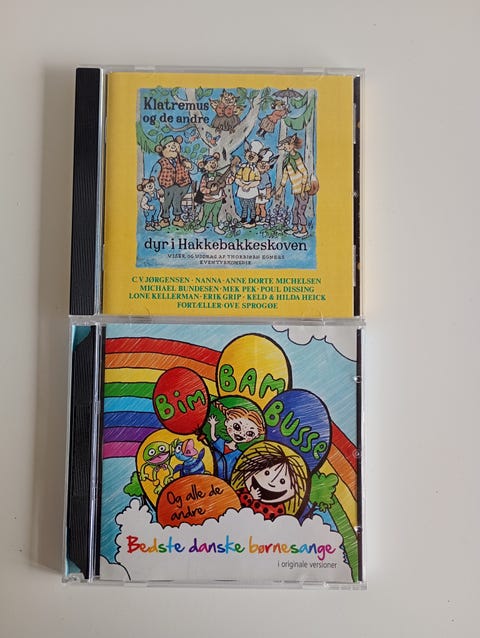 Klatremus
og de andre
dyr i Hakkebakkeskoven
VISER OG UDDRAG AF THORBJØRN EGNERS
EVENTYRKOMEDIE
C.V JØRGENSEN · NANNA · ANNE DORTE MICHELSEN
MICHAEL BUNDESEN · MEK PEK · POUL DISSING
LONE KELLERMAN · ERIK GRIP · KELD & HILDA HEICK
FORTÆLLER · OVE SPROGØE
BIM
BAM
BUSSE
Og alle de
andre
Bedste danske børnesange
i originale versioner